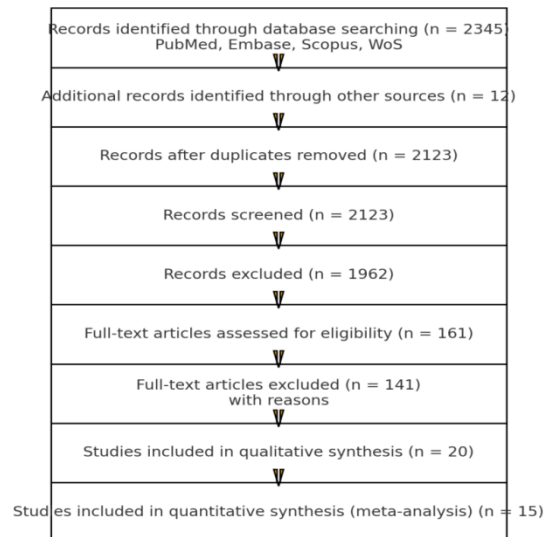 Records identified through database searching (n = 2345)
PubMed, Embase, Scopus, WoS
Additional records identified through other sources (n = 12)
Records after duplicates removed (n = 2123)
Records screened (n = 2123)
Records excluded (n = 1962)
Full-text articles assessed for eligibility (n = 161)
Full-text articles excluded (n = 141)
with reasons
Studies included in qualitative synthesis (n = 20)
Studies included in quantitative synthesis (meta-analysis) (n = 15)